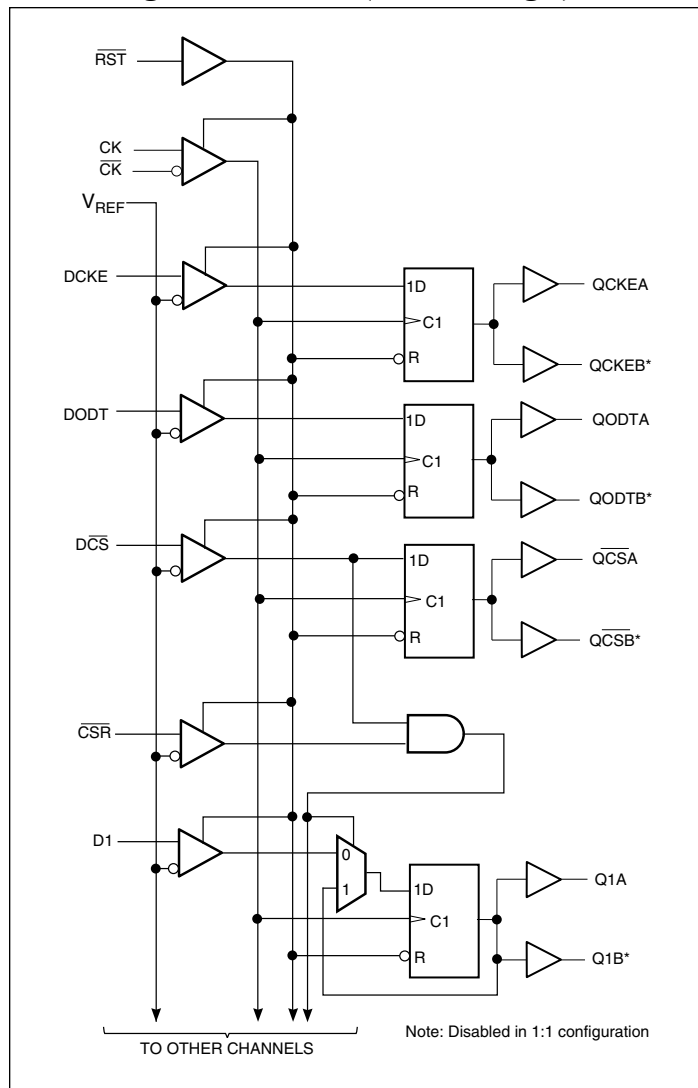 RST
CK
CK
VREF
DCKE
1D
C1
R
QCKEA
QCKEB*
DODT
1D
C1
R
QODTA
QODTB*
DCS
1D
C1
R
QCSA
QCSB*
CSR
D1
0
1
1D
C1
R
Q1A
Q1B*
TO OTHER CHANNELS
Note: Disabled in 1:1 configuration